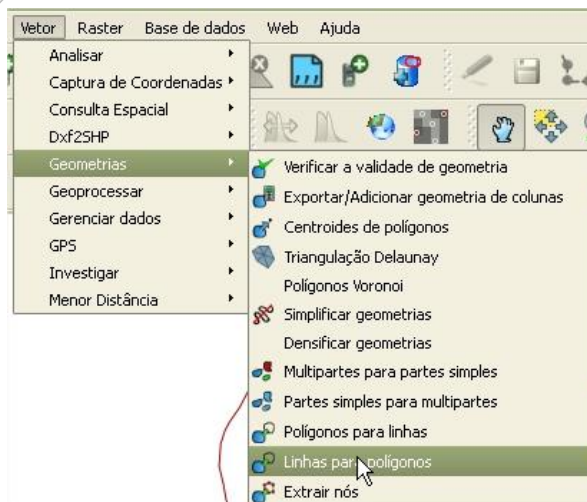 Vetor Raster Base de dados Web Ajuda
Analisar
Captura de Coordenadas
Consulta Espacial
Dxf2SHP
Geometrias
Geoprocessar
Gerenciar dados
GPS
Investigar
Menor Distância
Verificar a validade de geometria
Exportar/Adicionar geometria de colunas
Centroides de polígonos
Triangulação Delaunay
Polígonos Voronoi
Simplificar geometrias
Densificar geometrias
Multipartes para partes simples
Partes simples para multipartes
Polígonos para linhas
Linhas para polígonos
Extrair nós